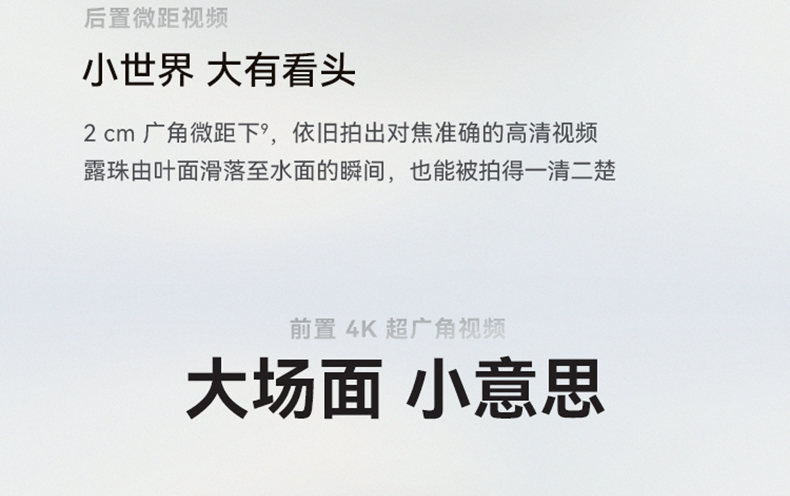 后置微距视频
小世界 大有看头
2 cm 广角微距下⁹，依旧拍出对焦准确的高清视频
露珠由叶面滑落至水面的瞬间，也能被拍得一清二楚
前置 4K 超广角视频
大场面 小意思